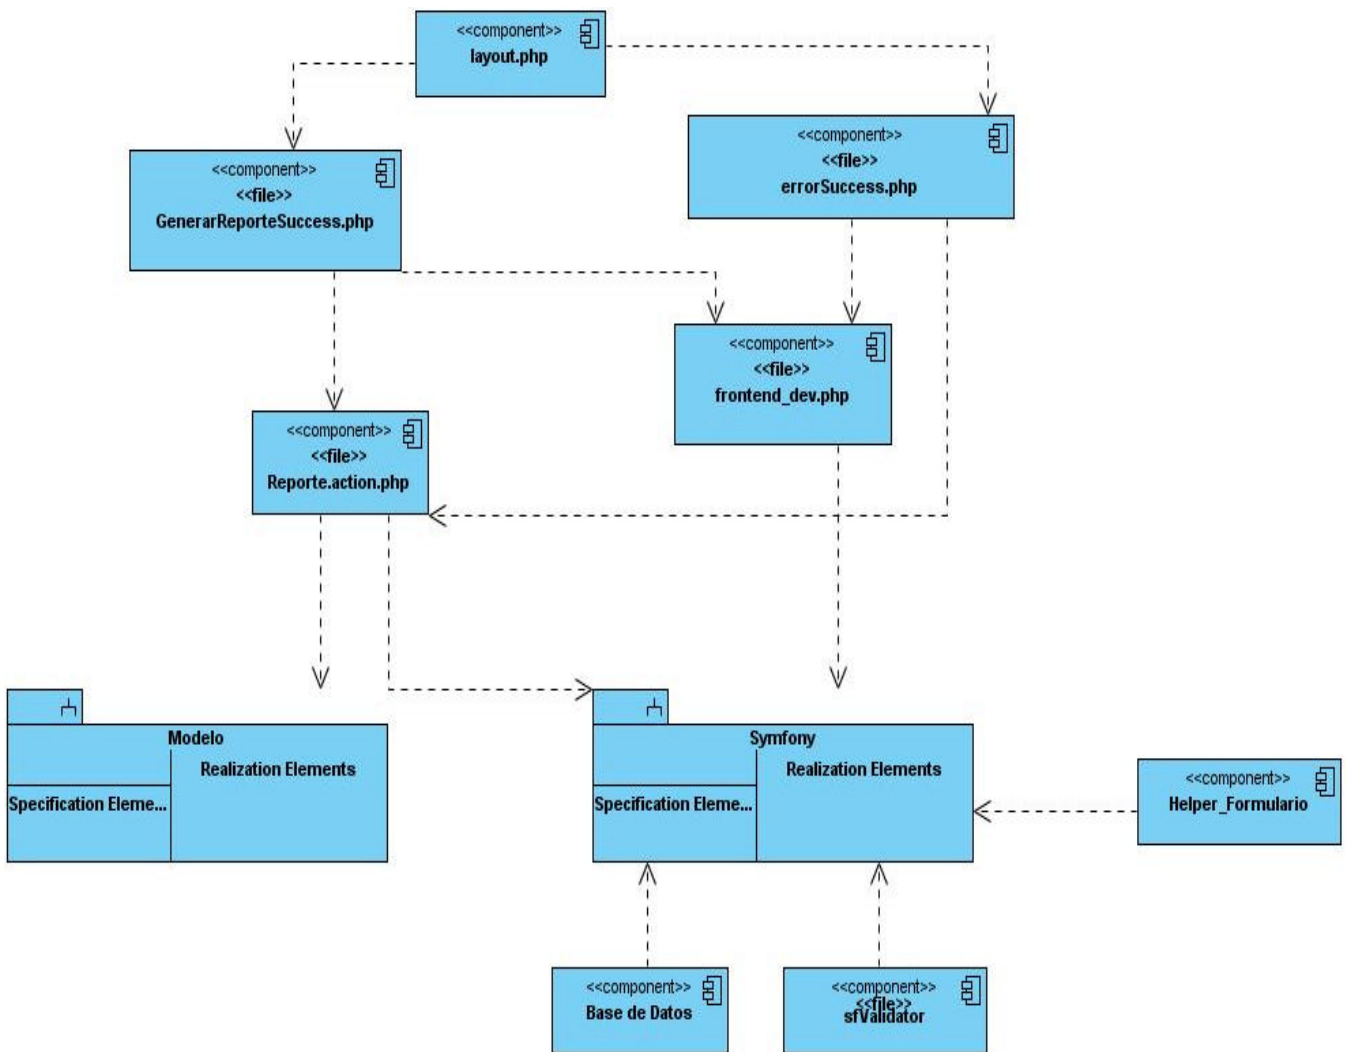 <<component>>
layout.php
<<component>>
<<file>>
errorSuccess.php
<<component>>
<<file>>
GenerarReporteSuccess.php
<<component>>
<<file>>
frontend_dev.php
<<component>>
<<file>>
Reporte.action.php
Modelo
Realization Elements
Specification Eleme...
Symfony
Realization Elements
Specification Eleme...
<<component>>
Helper_Formulario
<<component>>
Base de Datos
<<component>>
<<file>>
sfValidator